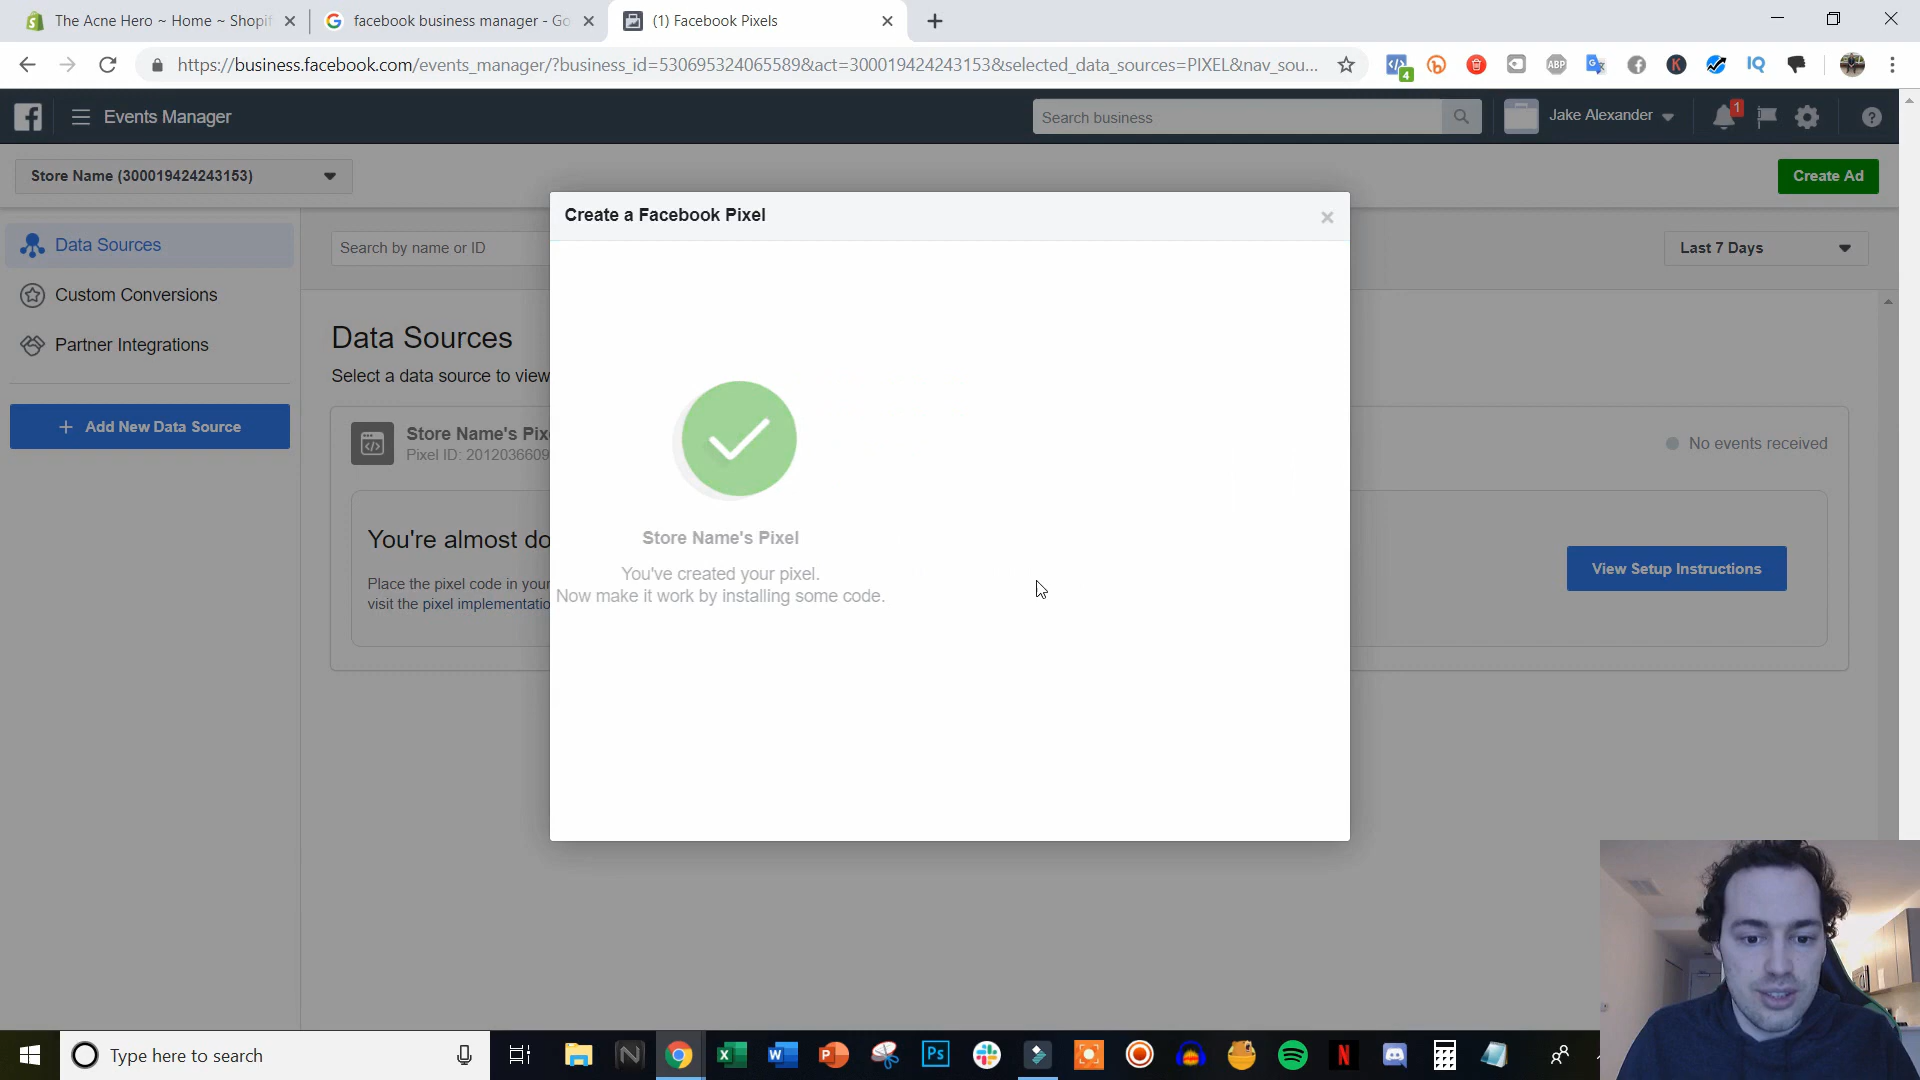 The Acne Hero ~ Home ~ Shopif
facebook business manager - Go
(1) Facebook Pixels
https://business.facebook.com/events_manager/?business_id=530695324065589&act=300019424243153&selected_data_sources=PIXEL&nav_sou...
4
ABP
K
IQ
Events Manager
Search business
Jake Alexander
1
Store Name (300019424243153)
Create Ad
Create a Facebook Pixel
Data Sources
Custom Conversions
Partner Integrations
+ Add New Data Source
Search by name or ID
Last 7 Days
Data Sources
Select a data source to view
Store Name's Pix
Pixel ID: 2012036609
No events received
You're almost do
Place the pixel code in your
visit the pixel implementatio
View Setup Instructions
Store Name's Pixel
You've created your pixel.
Now make it work by installing some code.
Type here to search